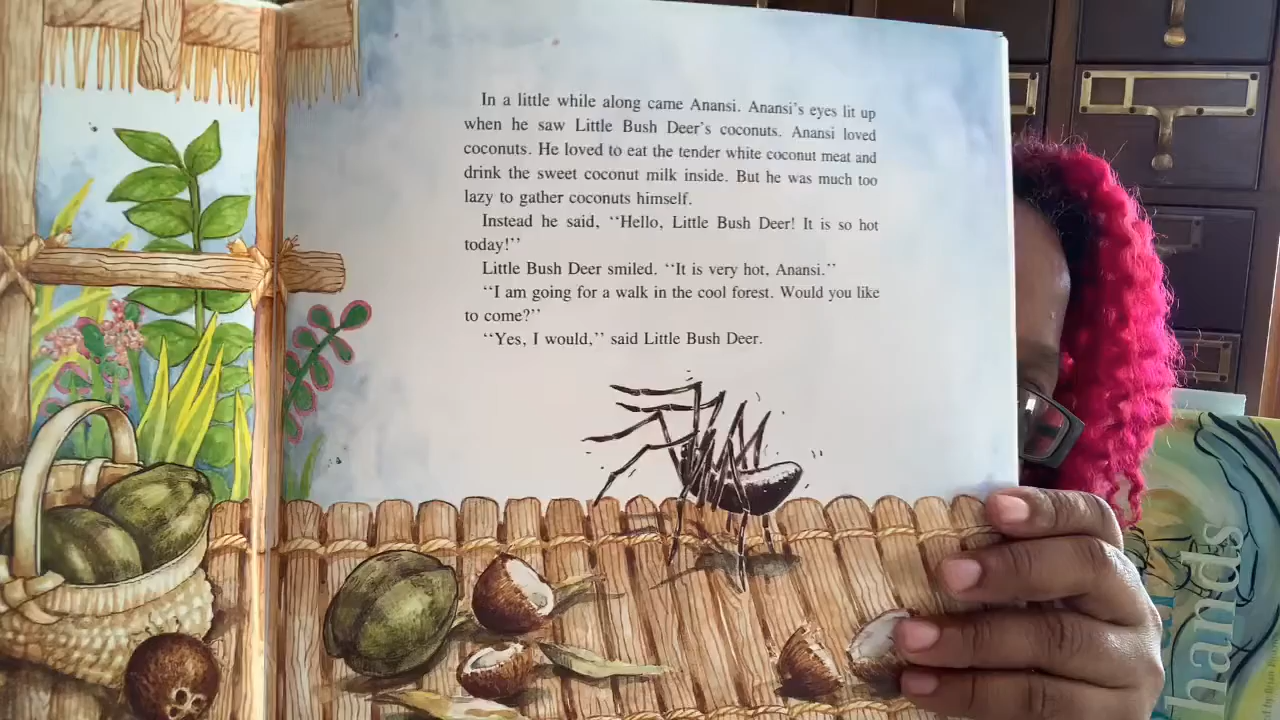 In a little while along came Anansi. Anansi's eyes lit up
when he saw Little Bush Deer's coconuts. Anansi loved
coconuts. He loved to eat the tender white coconut meat and
drink the sweet coconut milk inside. But he was much too
lazy to gather coconuts himself.
Instead he said, ‘‘Hello, Little Bush Deer! It is so hot
today!’’
Little Bush Deer smiled. ‘‘It is very hot, Anansi.’’
‘‘I am going for a walk in the cool forest. Would you like
to come?’’
‘‘Yes, I would,’’ said Little Bush Deer.
hands